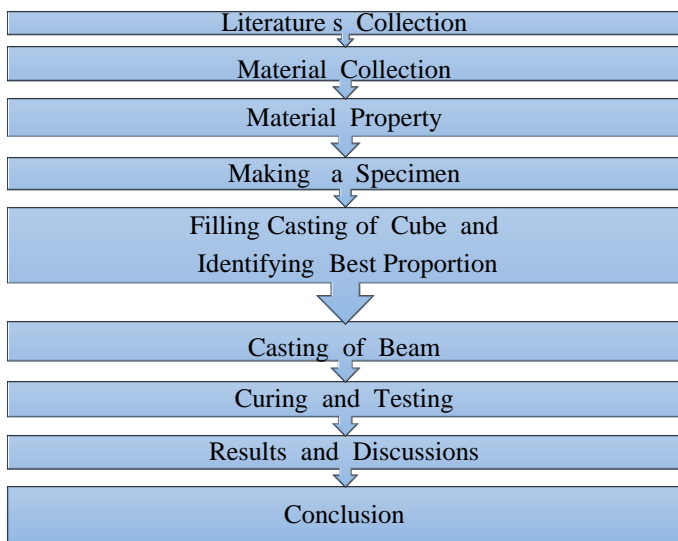 Literature s Collection
Material Collection
Material Property
Making a Specimen
Filling Casting of Cube and
Identifying Best Proportion
Casting of Beam
Curing and Testing
Results and Discussions
Conclusion